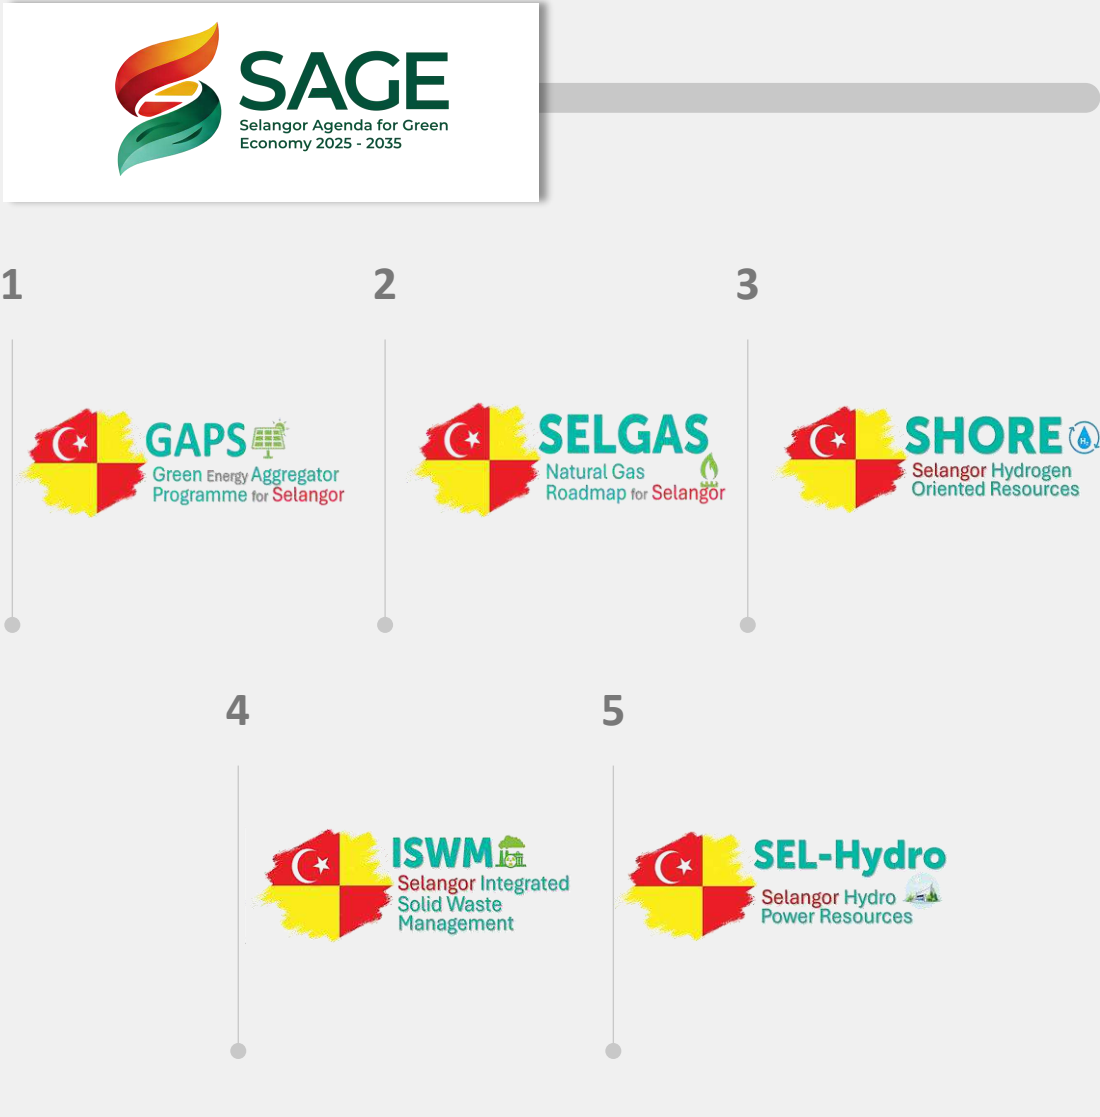 SAGE
Selangor Agenda for Green
Economy 2025 - 2035
1
2
3
GAPS
Green Energy Aggregator
Programme for Selangor
SELGAS
Natural Gas
Roadmap for Selangor
SHORE
H₂
Selangor Hydrogen
Oriented Resources
4
5
ISWM
Selangor Integrated
Solid Waste
Management
SEL-Hydro
Selangor Hydro
Power Resources